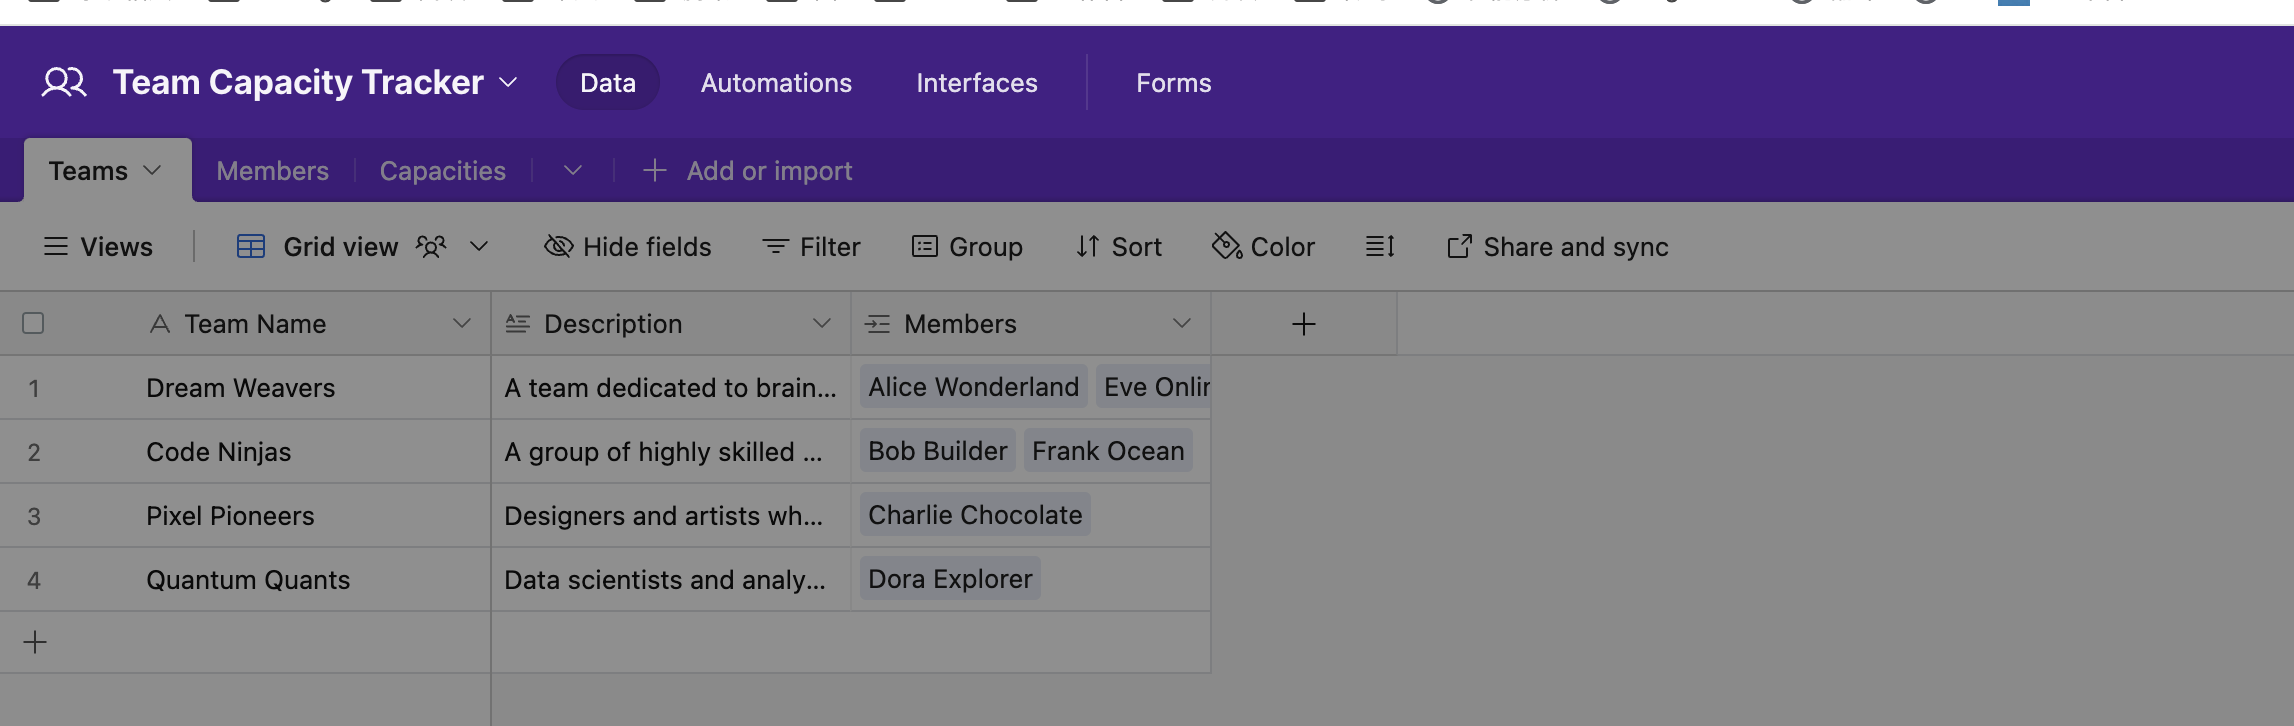 Team Capacity Tracker Data Automations Interfaces Forms
Teams Members Capacities Add or import
Views Grid view Hide fields Filter Group Sort Color Share and sync
Team Name Description Members
1 Dream Weavers A team dedicated to brain... Alice Wonderland Eve
2 Code Ninjas A group of highly skilled ... Bob Builder Frank Ocean
3 Pixel Pioneers Designers and artists wh... Charlie Chocolate
4 Quantum Quants Data scientists and analy... Dora Explorer